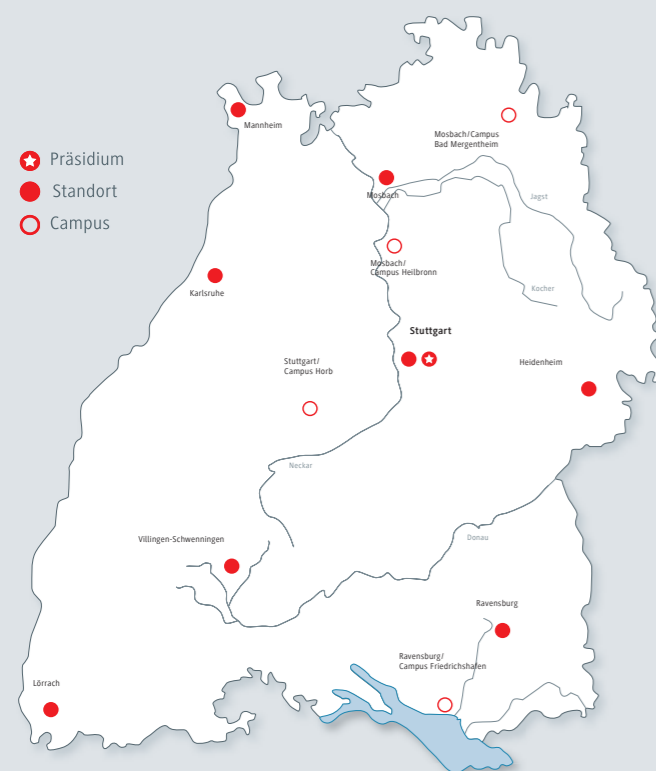 Mannheim
Mosbach/Campus
Bad Mergentheim
Präsidium
Standort
Campus
Mosbach
Jagst
Mosbach/
Campus Heilbronn
Karlsruhe
Kocher
Stuttgart
Stuttgart/
Campus Horb
Heidenheim
Neckar
Villingen-Schwenningen
Donau
Ravensburg
Ravensburg/
Campus Friedrichshafen
Lörrach